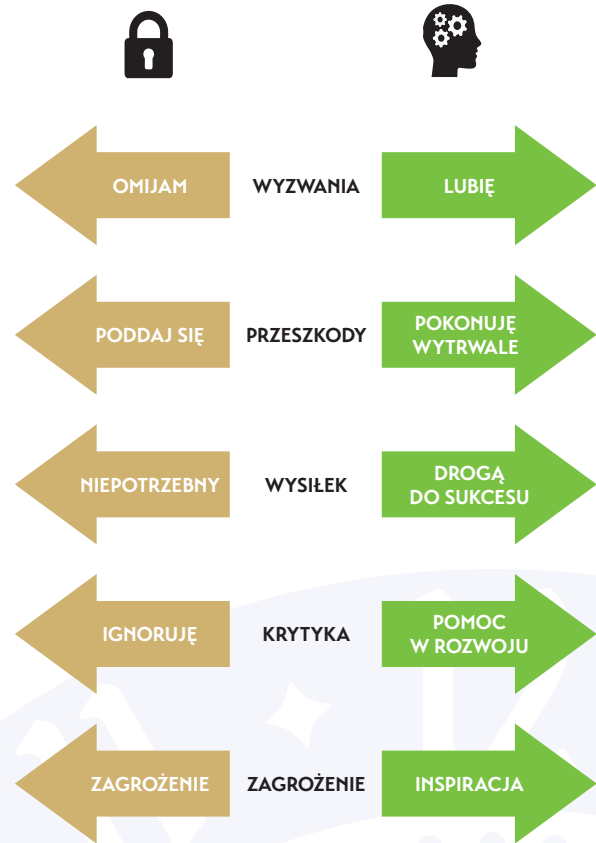 OMIJAM WYZWANIA LUBIĘ
PODDAJ SIĘ PRZESZKODY POKONUJĘ
WYTRWALE
NIEPOTRZEBNY WYSIŁEK DROGĄ
DO SUKCESU
IGNORUJĘ KRYTYKA POMOC
W ROZWOJU
ZAGROŻENIE ZAGROŻENIE INSPIRACJA